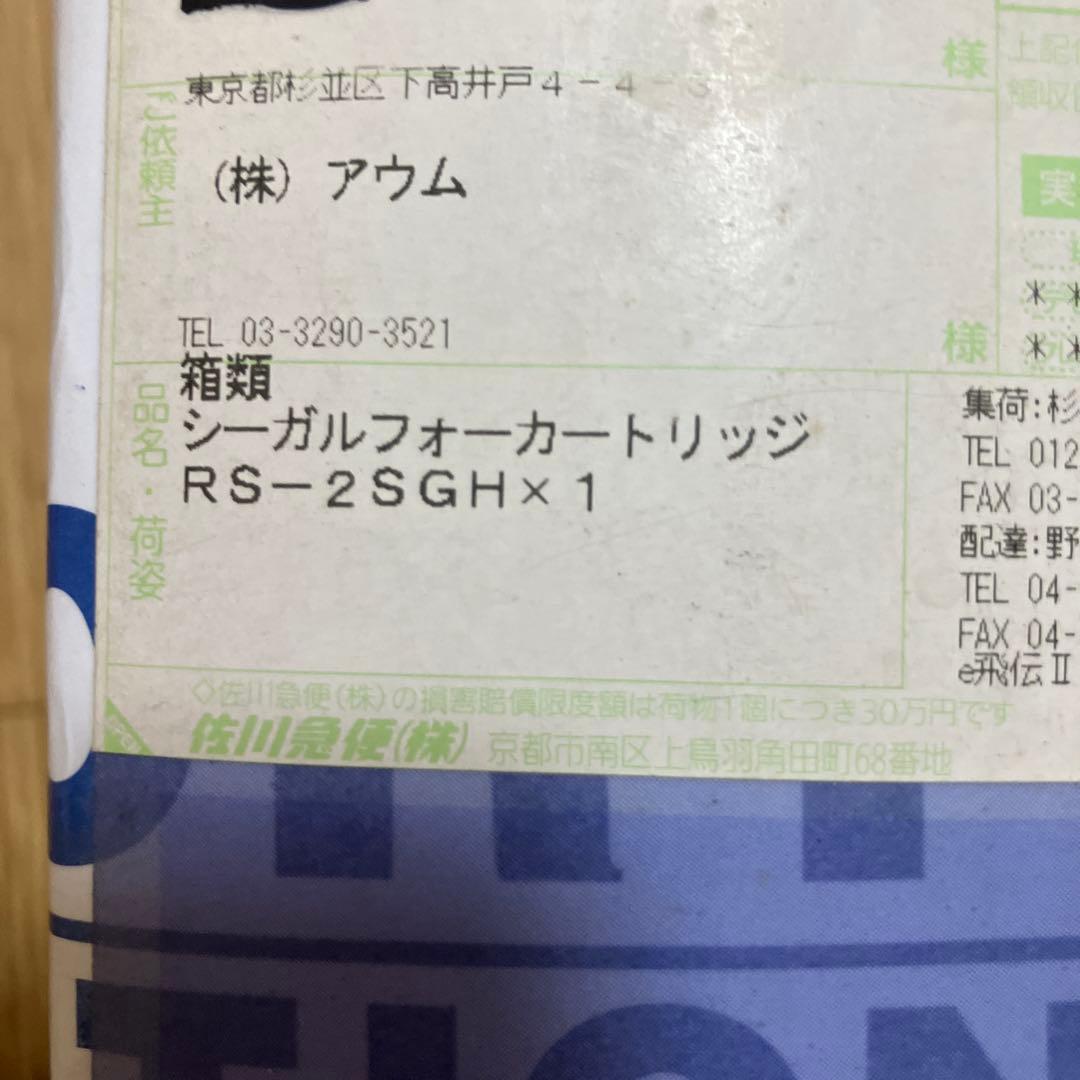 様
上記
領収
東京都杉並区下高井戸4-4-3
ご依頼主
(株) アウム
実
TEL 03-3290-3521
様
＊
＊
箱類
品名・荷姿
シーガルフォーカートリッジ
RS-2SGH×1
集荷:杉
TEL 012
FAX 03-
配達:野
TEL 04-
FAX 04-
e飛伝Ⅱ
◇佐川急便(株)の損害賠償限度額は荷物1個につき30万円です
佐川急便(株) 京都市南区上鳥羽角田町68番地
TION